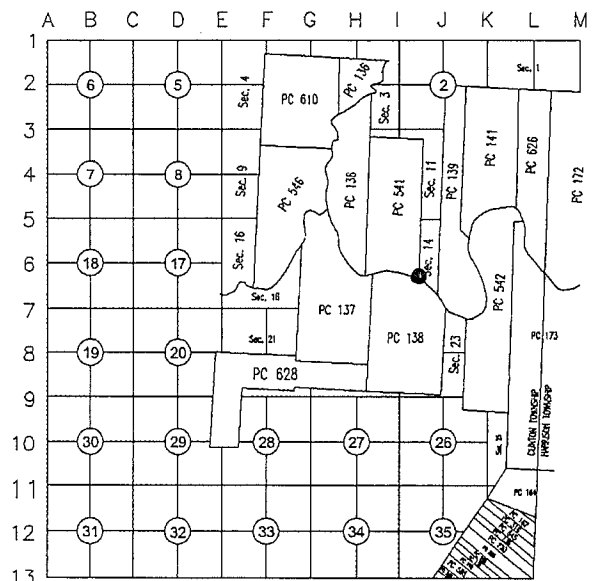 A B C D E F G H I J K L M
1
2
3
4
5
6
7
8
9
10
11
12
13
6
5
Sec. 4
PC 610
PC 136
Sec. 3
2
Sec. 1
PC 141
PC 626
7
8
Sec. 9
PC 546
PC 136
PC 541
Sec. 11
PC 139
PC 172
18
17
Sec. 16
Sec. 14
Sec. 16
PC 137
PC 542
19
20
Sec. 21
PC 628
PC 138
Sec. 23
PC 173
CLINTON TOWNSHIP
HARRISON TOWNSHIP
30
29
28
27
26
31
32
33
34
35